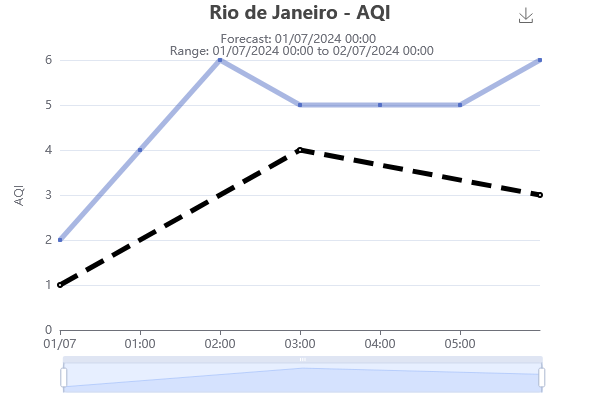 Rio de Janeiro - AQI
Forecast: 01/07/2024 00:00
Range: 01/07/2024 00:00 to 02/07/2024 00:00
AQI
6
5
4
3
2
1
0
01/07 01:00 02:00 03:00 04:00 05:00